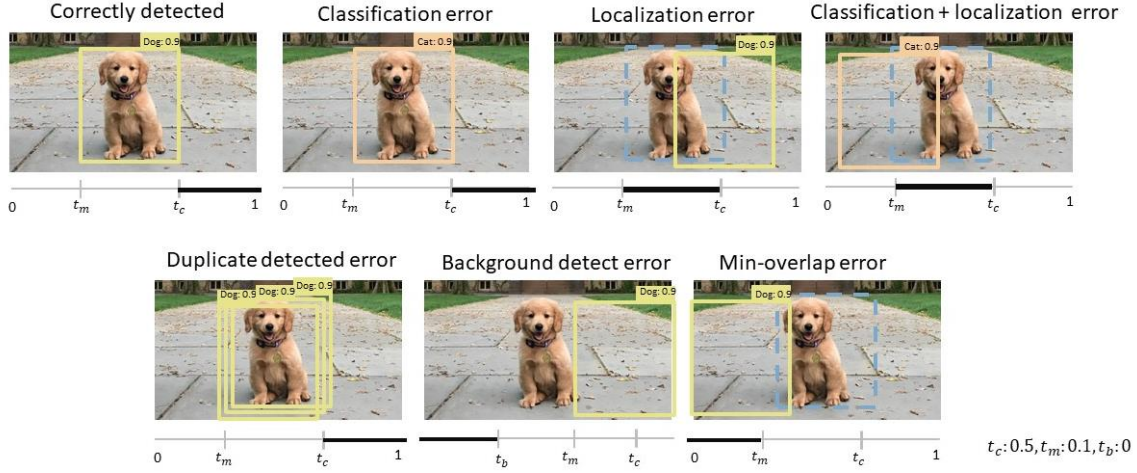 Correctly detected
Classification error
Localization error
Classification + localization error
Dog: 0.9
Cat: 0.9
Dog: 0.9
Cat: 0.9
0 t_m t_c 1
0 t_m t_c 1
0 t_m t_c 1
0 t_m t_c 1
Duplicate detected error
Background detect error
Min-overlap error
Dog: 0.9 Dog: 0.9 Dog: 0.9
Dog: 0.9
Dog: 0.9
0 t_m t_c 1
0 t_b t_m t_c 1
0 t_m t_c 1
t_c:0.5,t_m:0.1,t_b:0